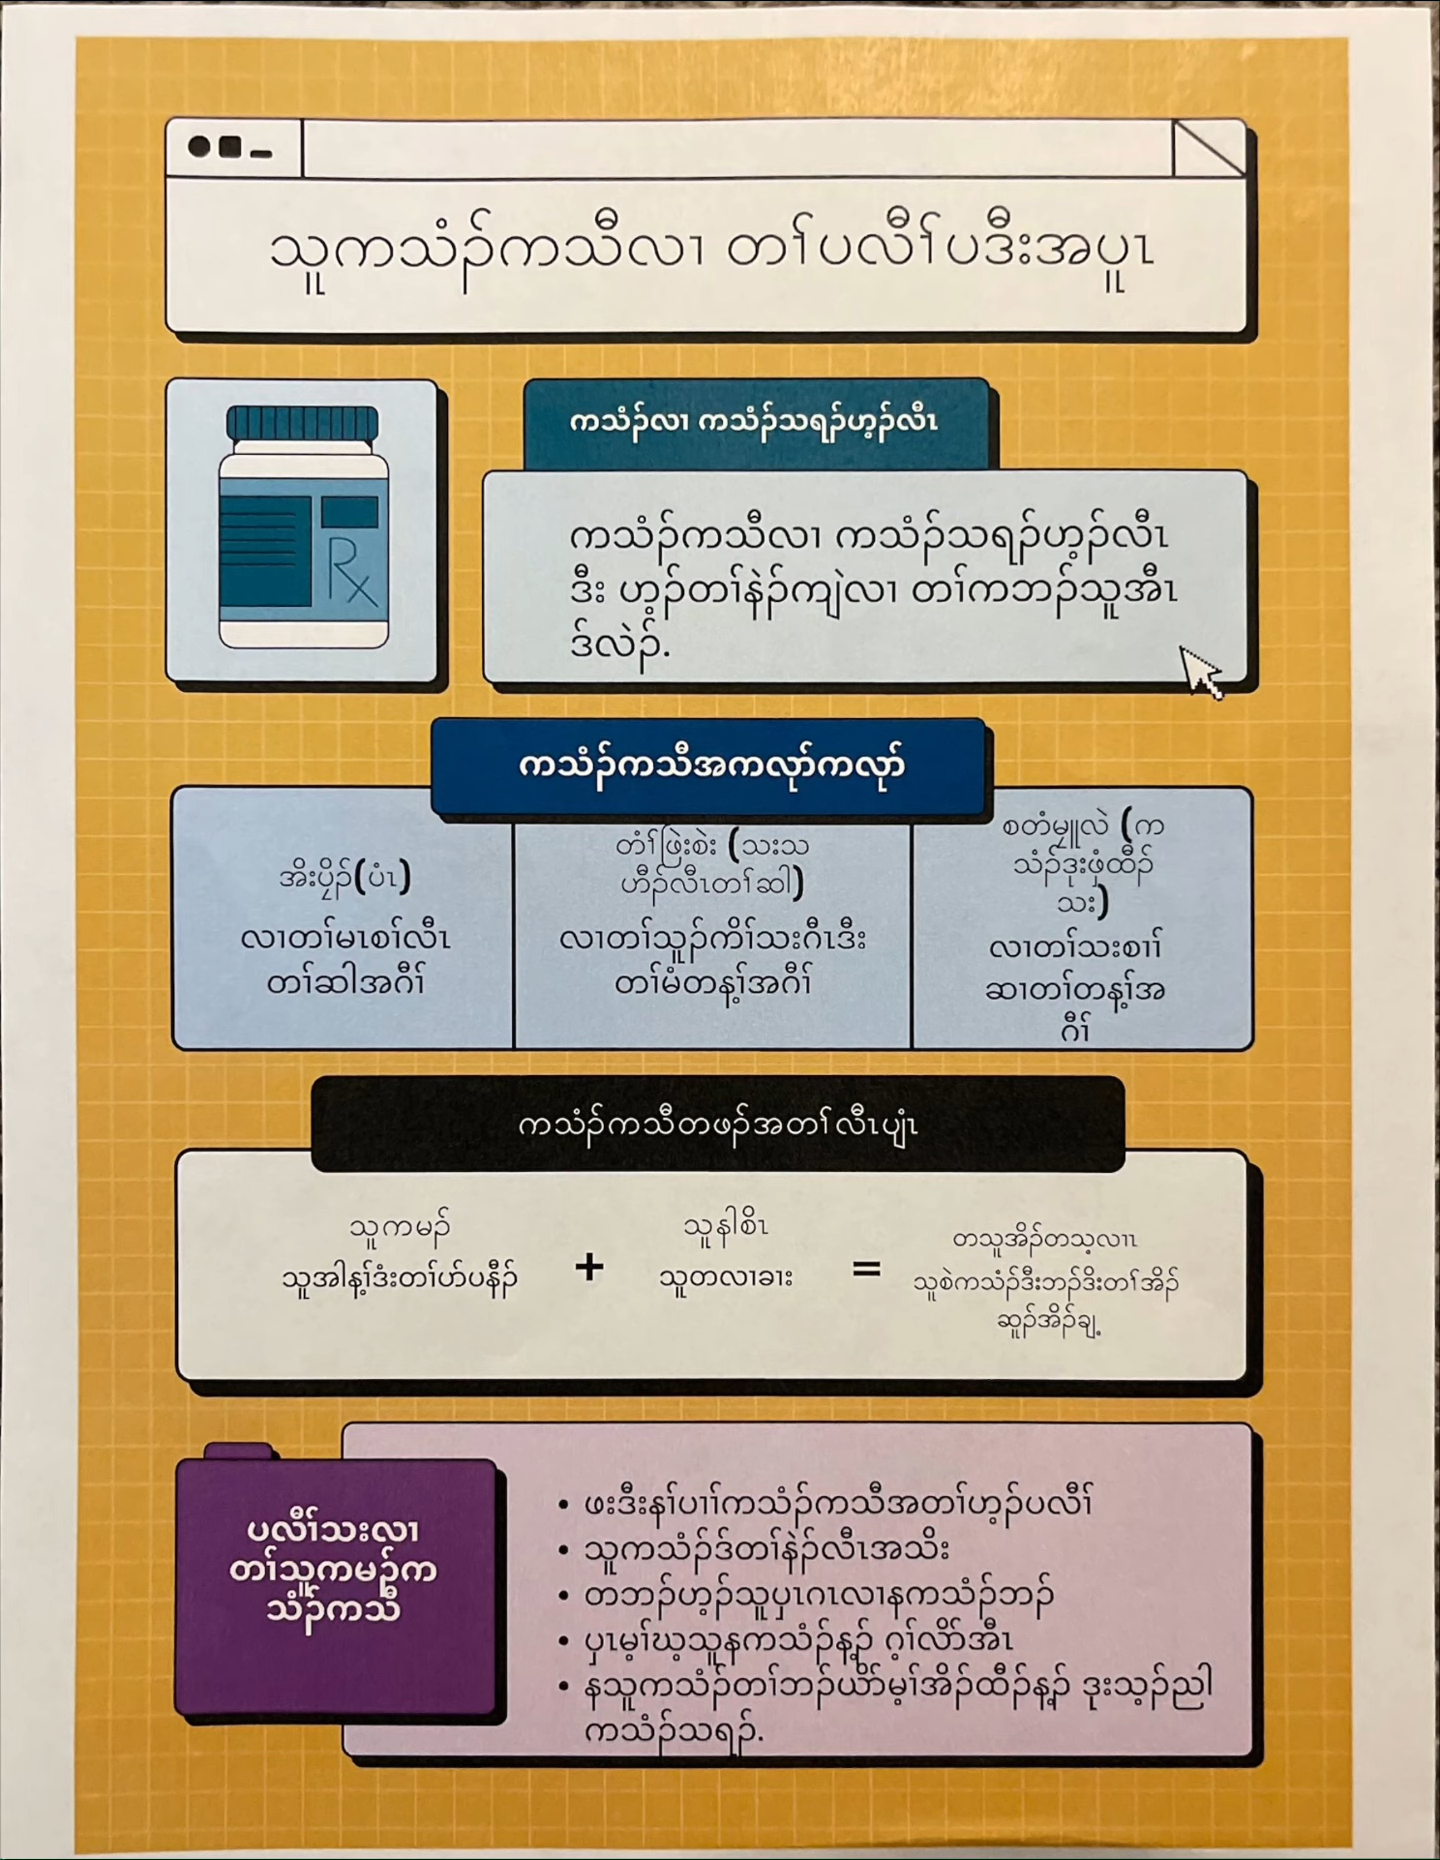 သူကသံၣ်ကသီလၢ တၢ်ပလီၢ်ပဒီးအပူၤ
ကသံၣ်လၢ ကသံၣ်သရၣ်ဟ့ၣ်လီၤ
Rx
ကသံၣ်ကသီလၢ ကသံၣ်သရၣ်ဟ့ၣ်လီၤ
ဒီး ဟ့ၣ်တၢ်နဲၣ်ကျဲလၢ တၢ်ကဘၣ်သူအီၤ
ဒ်လဲၣ်.
ကသံၣ်ကသီအကလုာ်ကလုာ်
အိးပၠိၣ်(ပံၤ)
လၢတၢ်မၤစၢ်လီၤ
တၢ်ဆါအဂီၢ်
တံၢ်ဖြဲးစဲး (သးသ
ဟီၣ်လီၤတၢ်ဆါ)
လၢတၢ်သူၣ်ကိၢ်သးဂီၤဒီး
တၢ်မံတန့ၢ်အဂီၢ်
စတံမၠူလဲ (က
သံၣ်ဒုးဖုံထီၣ်
သး)
လၢတၢ်သးစၢၢ်
ဆၢတၢ်တန့ၢ်အ
ဂီၢ်
ကသံၣ်ကသီတဖၣ်အတၢ်လီၤပျံၤ
သူကမၣ်
သူအါန့ၢ်ဒံးတၢ်ဟ်ပနီၣ်
+
သူနါစိၤ
သူတလၢခၢး
=
တသူအိၣ်တသ့လၢၤ
သူစဲကသံၣ်ဒီးဘၣ်ဒိးတၢ်အိၣ်
ဆူၣ်အိၣ်ချ့
ပလီၢ်သးလၢ
တၢ်သူကမၣ်က
သံၣ်ကသီ
• ဖးဒီးနၢ်ပၢၢ်ကသံၣ်ကသီအတၢ်ဟ့ၣ်ပလီၢ်
• သူကသံၣ်ဒ်တၢ်နဲၣ်လီၤအသိး
• တဘၣ်ဟ့ၣ်သူပှၤဂၤလၢနကသံၣ်ဘၣ်
• ပှၤမ့ၢ်ဃ့သူနကသံၣ်န့ၣ် ဂ့ၢ်လိာ်အီၤ
• နသူကသံၣ်တၢ်ဘၣ်ယိာ်မ့ၢ်အိၣ်ထီၣ်န့ၣ် ဒုးသ့ၣ်ညါ
ကသံၣ်သရၣ်.